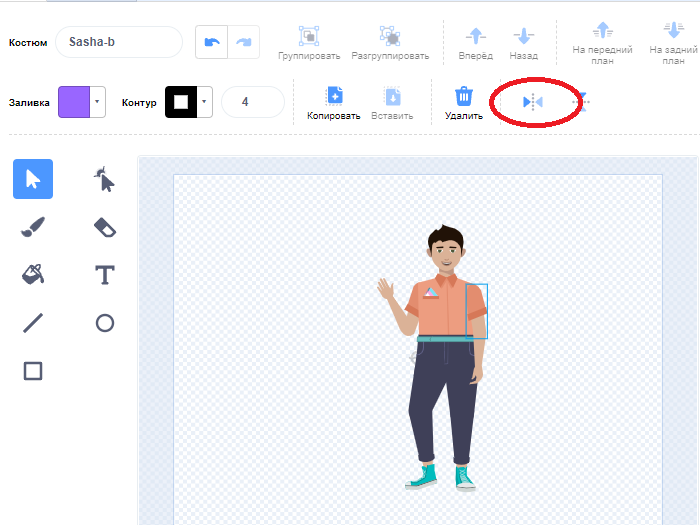 Костюм
Sasha-b
Группировать
Разгруппировать
Вперёд
Назад
На передний
план
На задний
план
Заливка
Контур
4
Копировать
Вставить
Удалить
T